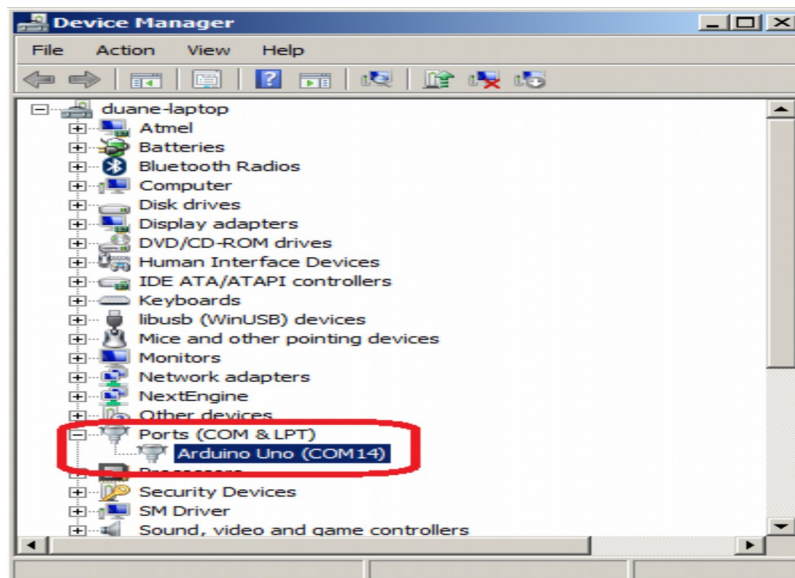 Device Manager
File Action View Help
duane-laptop
Atmel
Batteries
Bluetooth Radios
Computer
Disk drives
Display adapters
DVD/CD-ROM drives
Human Interface Devices
IDE ATA/ATAPI controllers
Keyboards
libusb (WinUSB) devices
Mice and other pointing devices
Monitors
Network adapters
NextEngine
Other devices
Ports (COM & LPT)
Arduino Uno (COM14)
Processors
Security Devices
SM Driver
Sound, video and game controllers